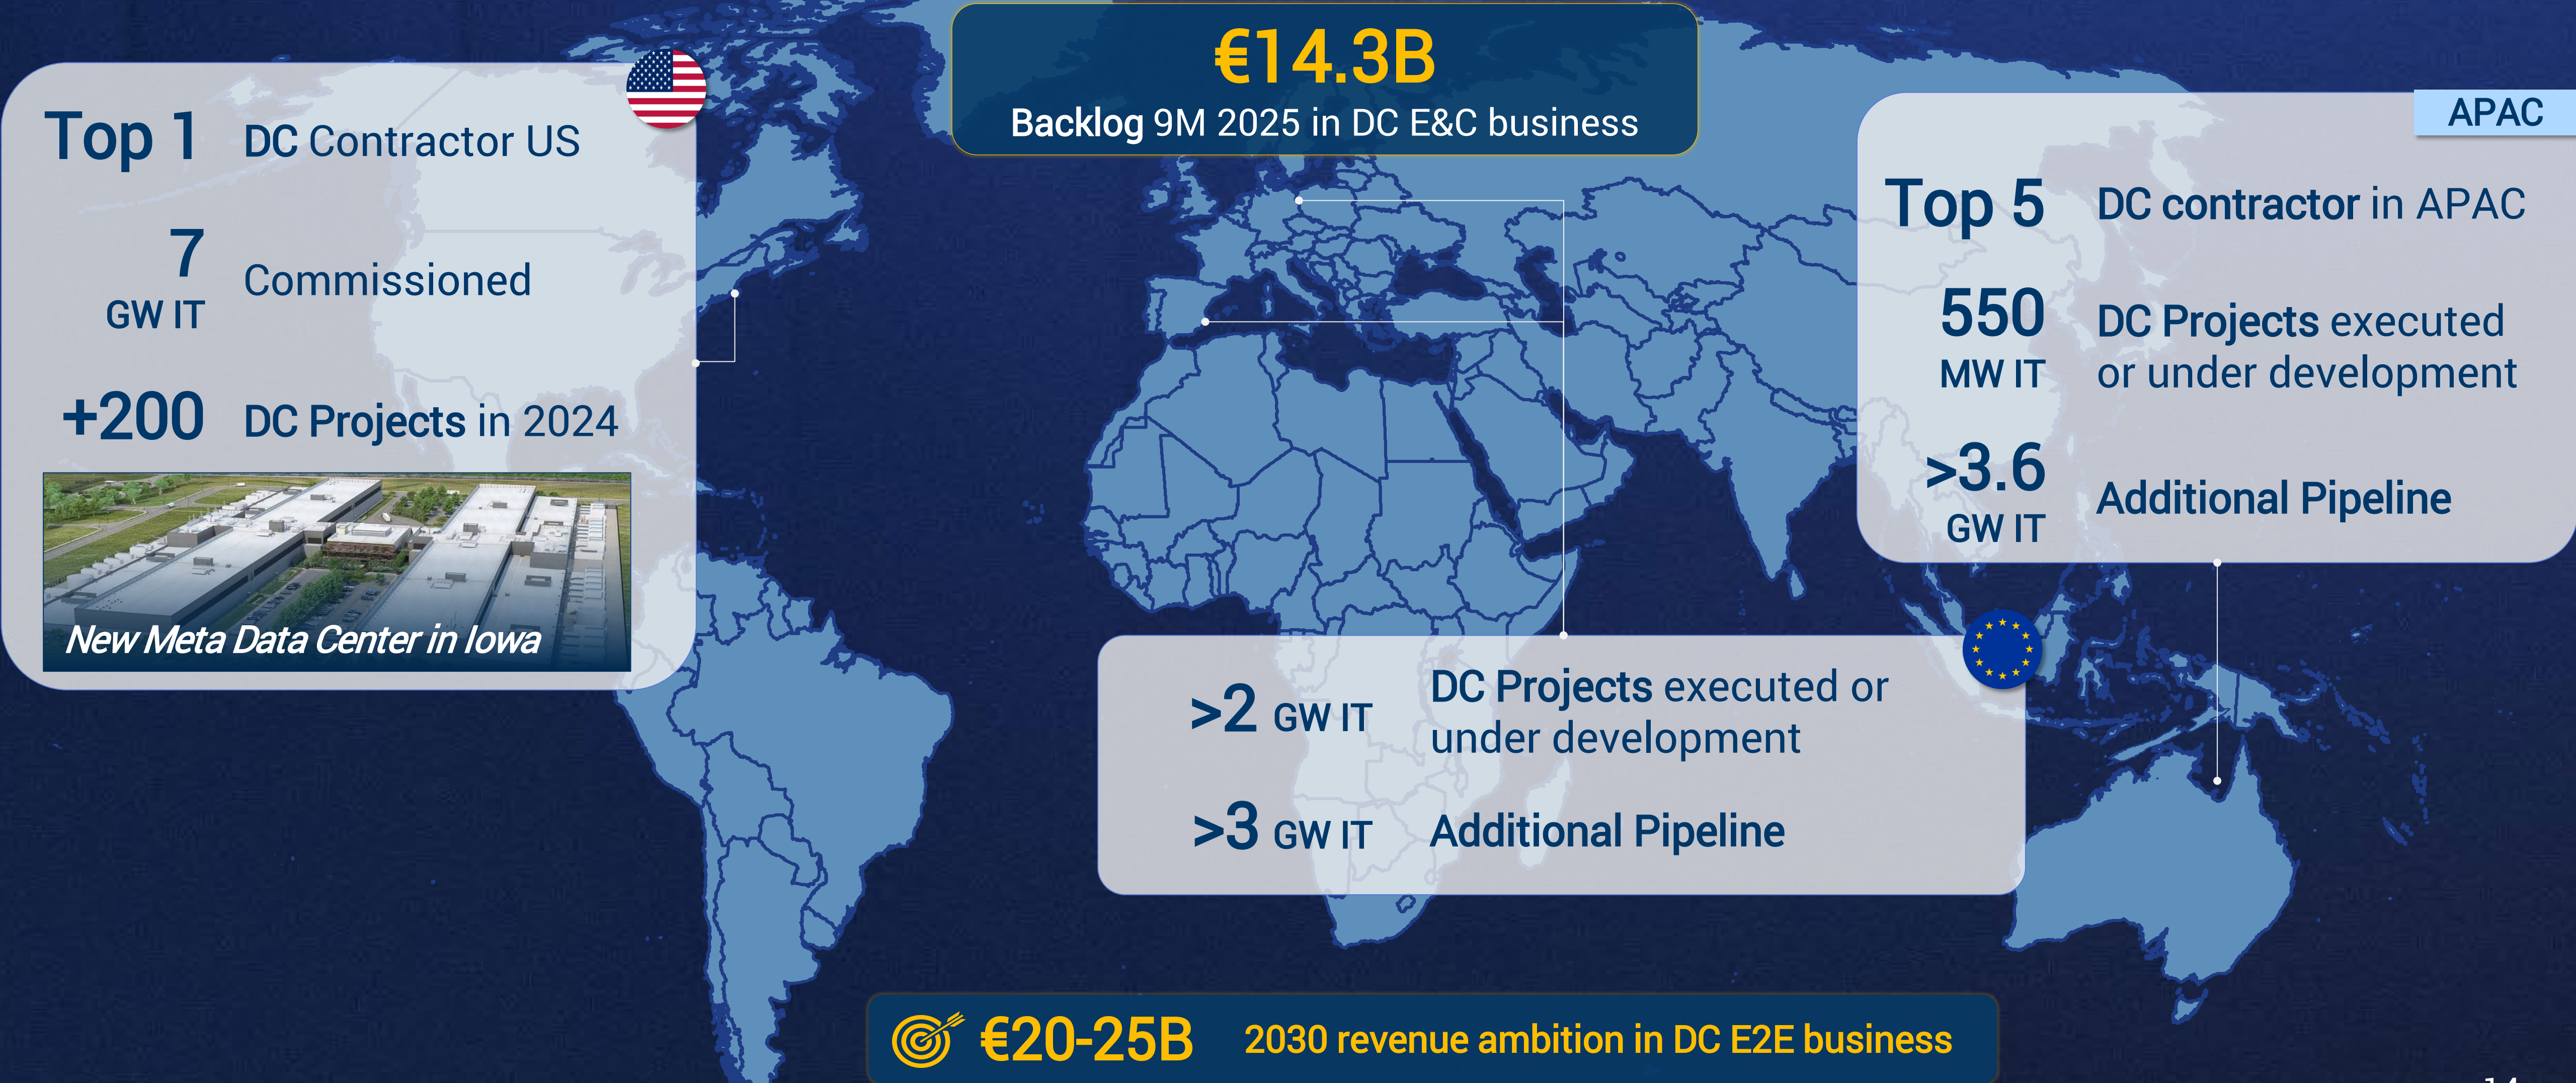 €14.3B
Backlog 9M 2025 in DC E&C business
Top 1 DC Contractor US
7
GW IT
Commissioned
+200 DC Projects in 2024
New Meta Data Center in Iowa
APAC
Top 5 DC contractor in APAC
550
MW IT
DC Projects executed
or under development
>3.6
GW IT
Additional Pipeline
>2 GW IT
DC Projects executed or
under development
>3 GW IT Additional Pipeline
€20-25B 2030 revenue ambition in DC E2E business